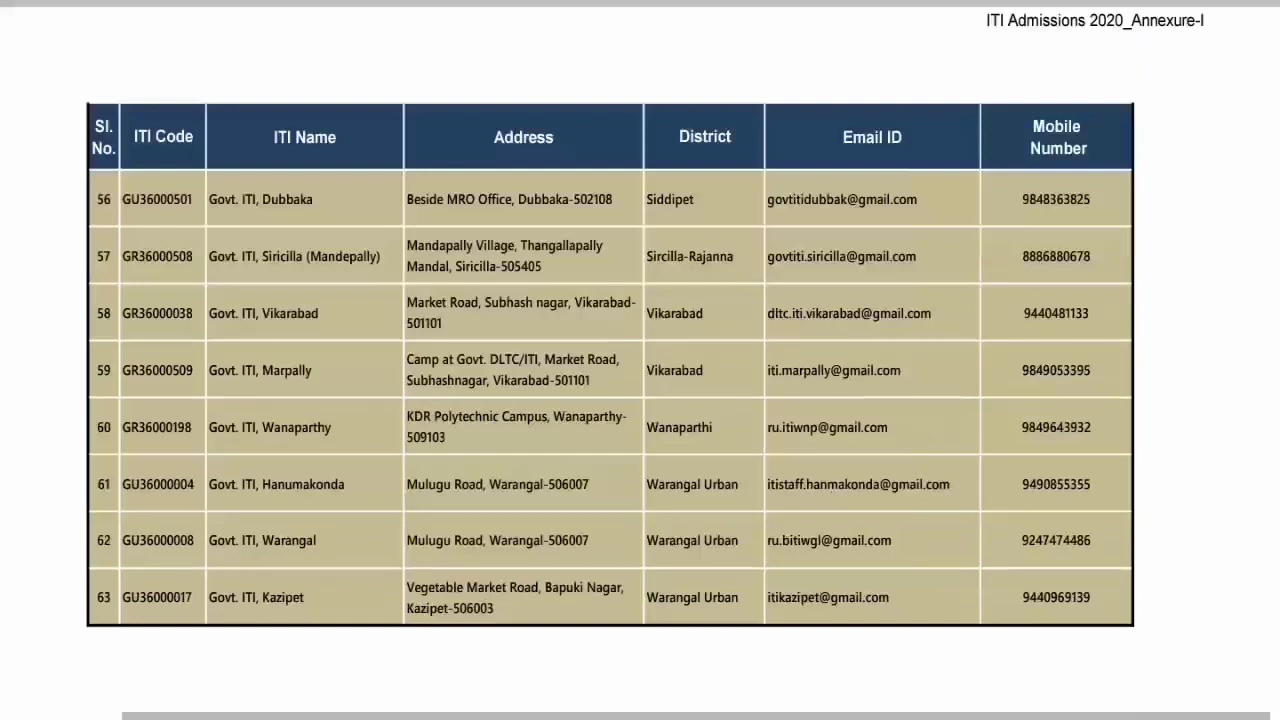 ITI Admissions 2020_Annexure-I
Sl. No. ITI Code ITI Name Address District Email ID Mobile Number
56 GU36000501 Govt. ITI, Dubbaka Beside MRO Office, Dubbaka-502108 Siddipet govtitidubbak@gmail.com 9848363825
57 GR36000508 Govt. ITI, Siricilla (Mandepally) Mandapally Village, Thangallapally Mandal, Siricilla-505405 Sircilla-Rajanna govtiti.siricilla@gmail.com 8886880678
58 GR36000038 Govt. ITI, Vikarabad Market Road, Subhash nagar, Vikarabad-501101 Vikarabad dltc.iti.vikarabad@gmail.com 9440481133
59 GR36000509 Govt. ITI, Marpally Camp at Govt. DLTC/ITI, Market Road, Subhashnagar, Vikarabad-501101 Vikarabad iti.marpally@gmail.com 9849053395
60 GR36000198 Govt. ITI, Wanaparthy KDR Polytechnic Campus, Wanaparthy-509103 Wanaparthi ru.itiwnp@gmail.com 9849643932
61 GU36000004 Govt. ITI, Hanumakonda Mulugu Road, Warangal-506007 Warangal Urban itistaff.hanmakonda@gmail.com 9490855355
62 GU36000008 Govt. ITI, Warangal Mulugu Road, Warangal-506007 Warangal Urban ru.bitiwgl@gmail.com 9247474486
63 GU36000017 Govt. ITI, Kazipet Vegetable Market Road, Bapuki Nagar, Kazipet-506003 Warangal Urban itikazipet@gmail.com 9440969139